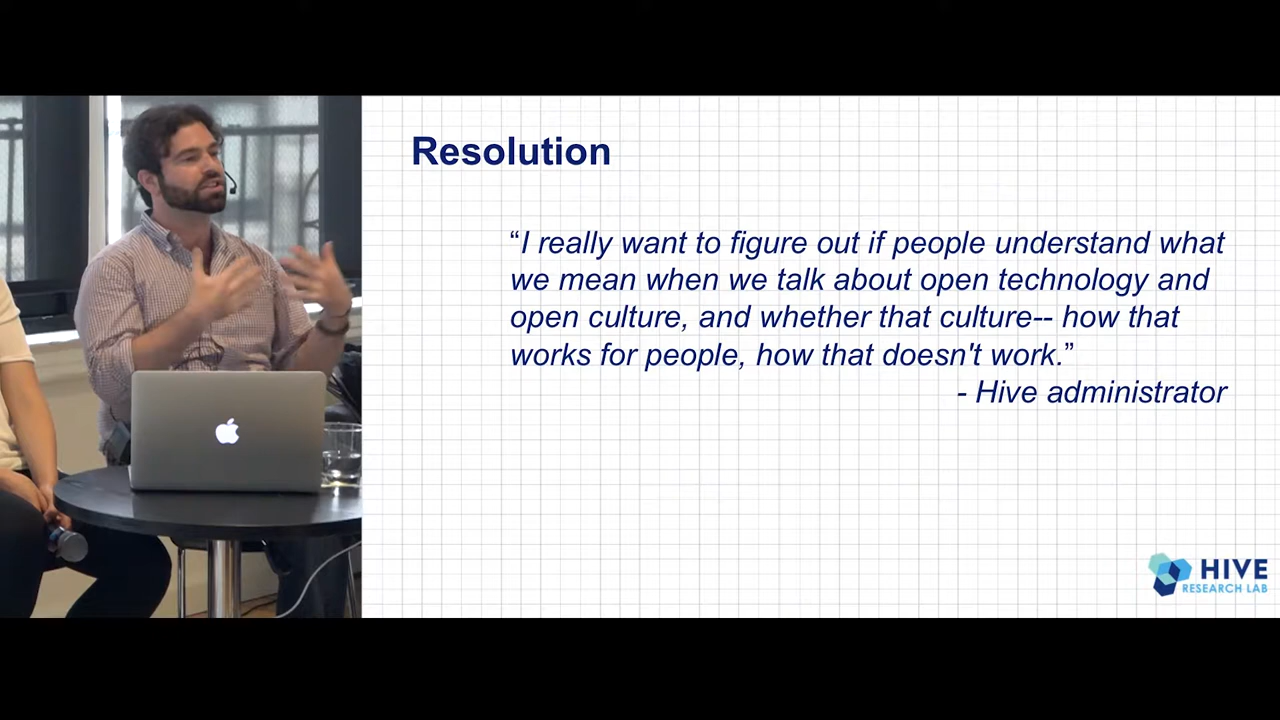 Resolution
“I really want to figure out if people understand what
we mean when we talk about open technology and
open culture, and whether that culture-- how that
works for people, how that doesn't work.”
- Hive administrator
HIVE
RESEARCH LAB